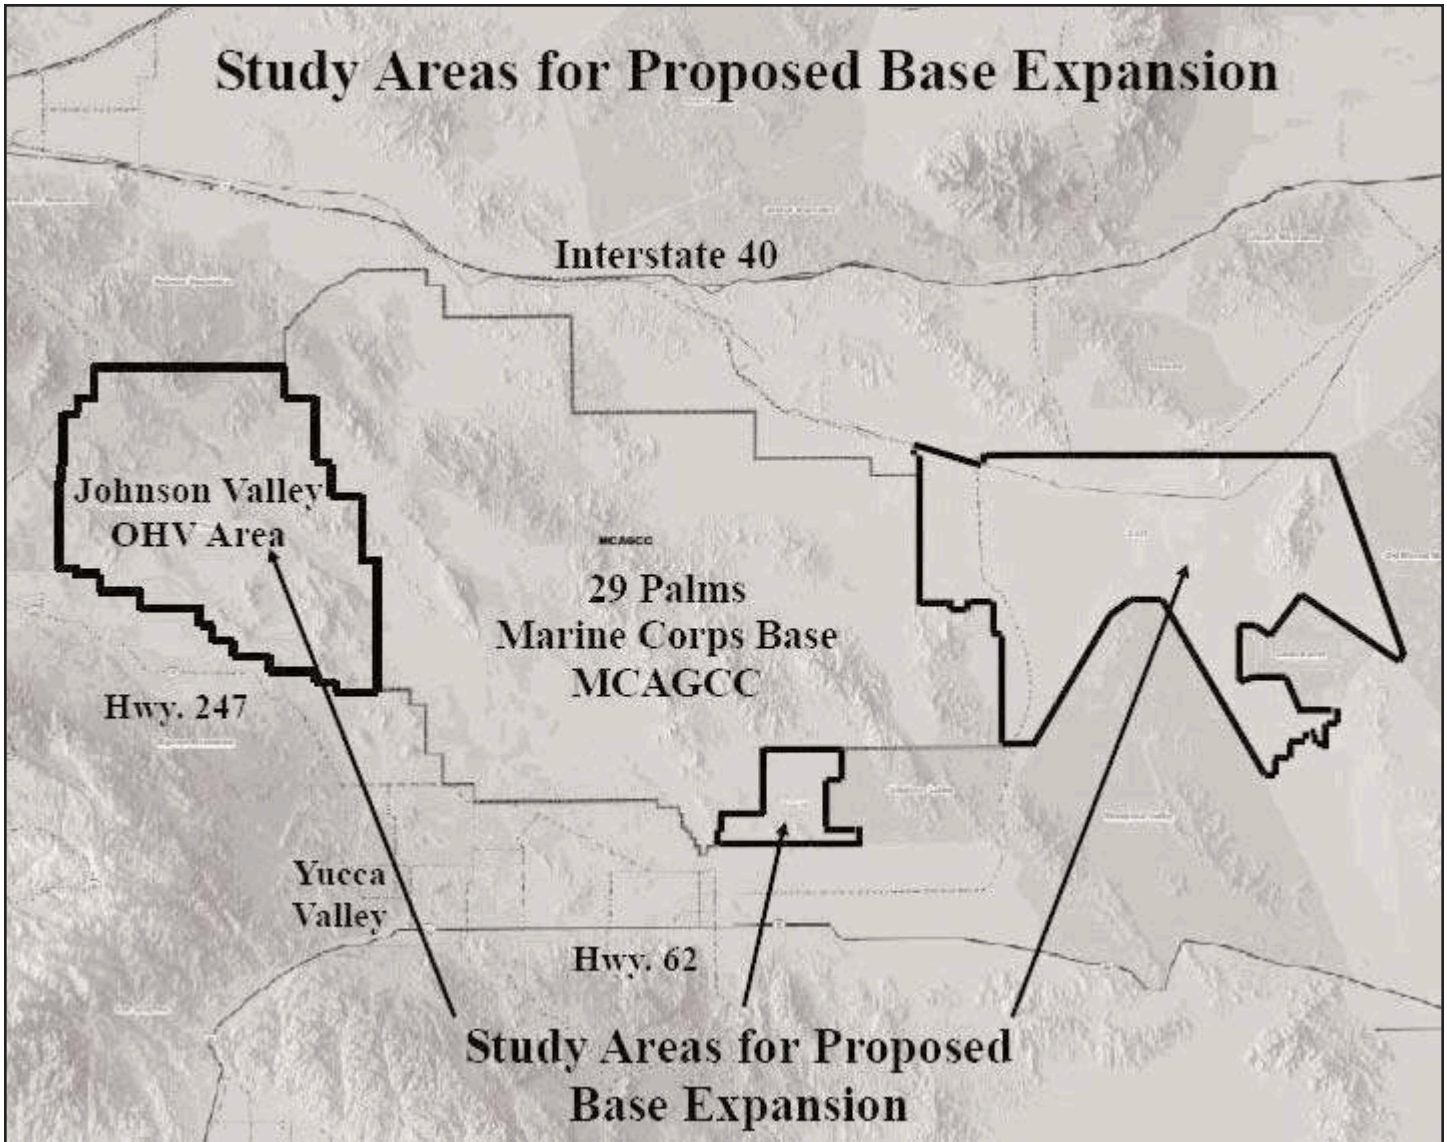 Study Areas for Proposed Base Expansion
Interstate 40
Johnson Valley
OHV Area
MCAGCC
29 Palms
Marine Corps Base
MCAGCC
Hwy. 247
Yucca
Valley
Hwy. 62
Study Areas for Proposed
Base Expansion